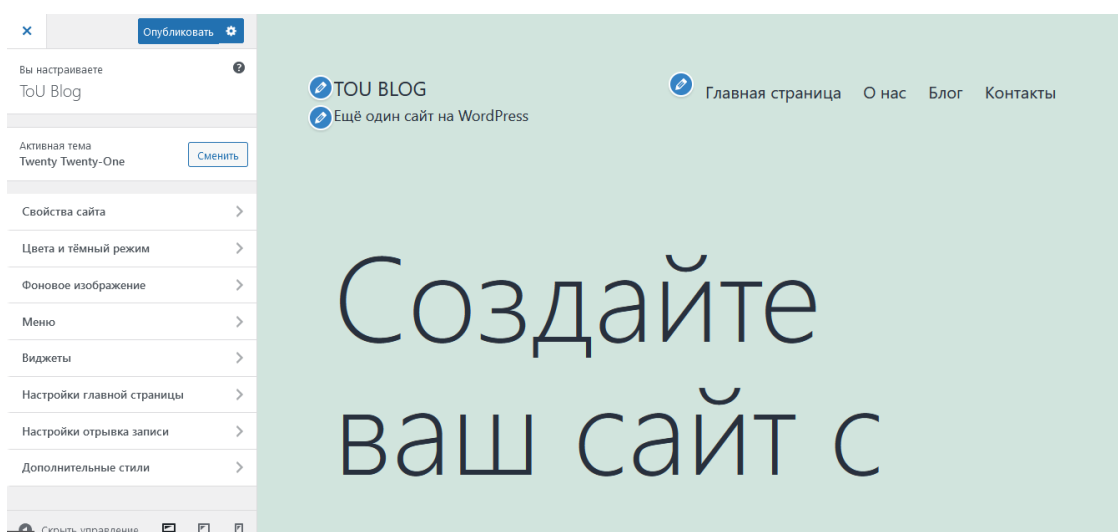 Опубликовать
Вы настраиваете
ToU Blog
Активная тема
Twenty Twenty-One
Сменить
Свойства сайта
Цвета и тёмный режим
Фоновое изображение
Меню
Виджеты
Настройки главной страницы
Настройки отрывка записи
Дополнительные стили
Скрыть управление
TOU BLOG
Ещё один сайт на WordPress
Главная страница О нас Блог Контакты
Создайте
ваш сайт с